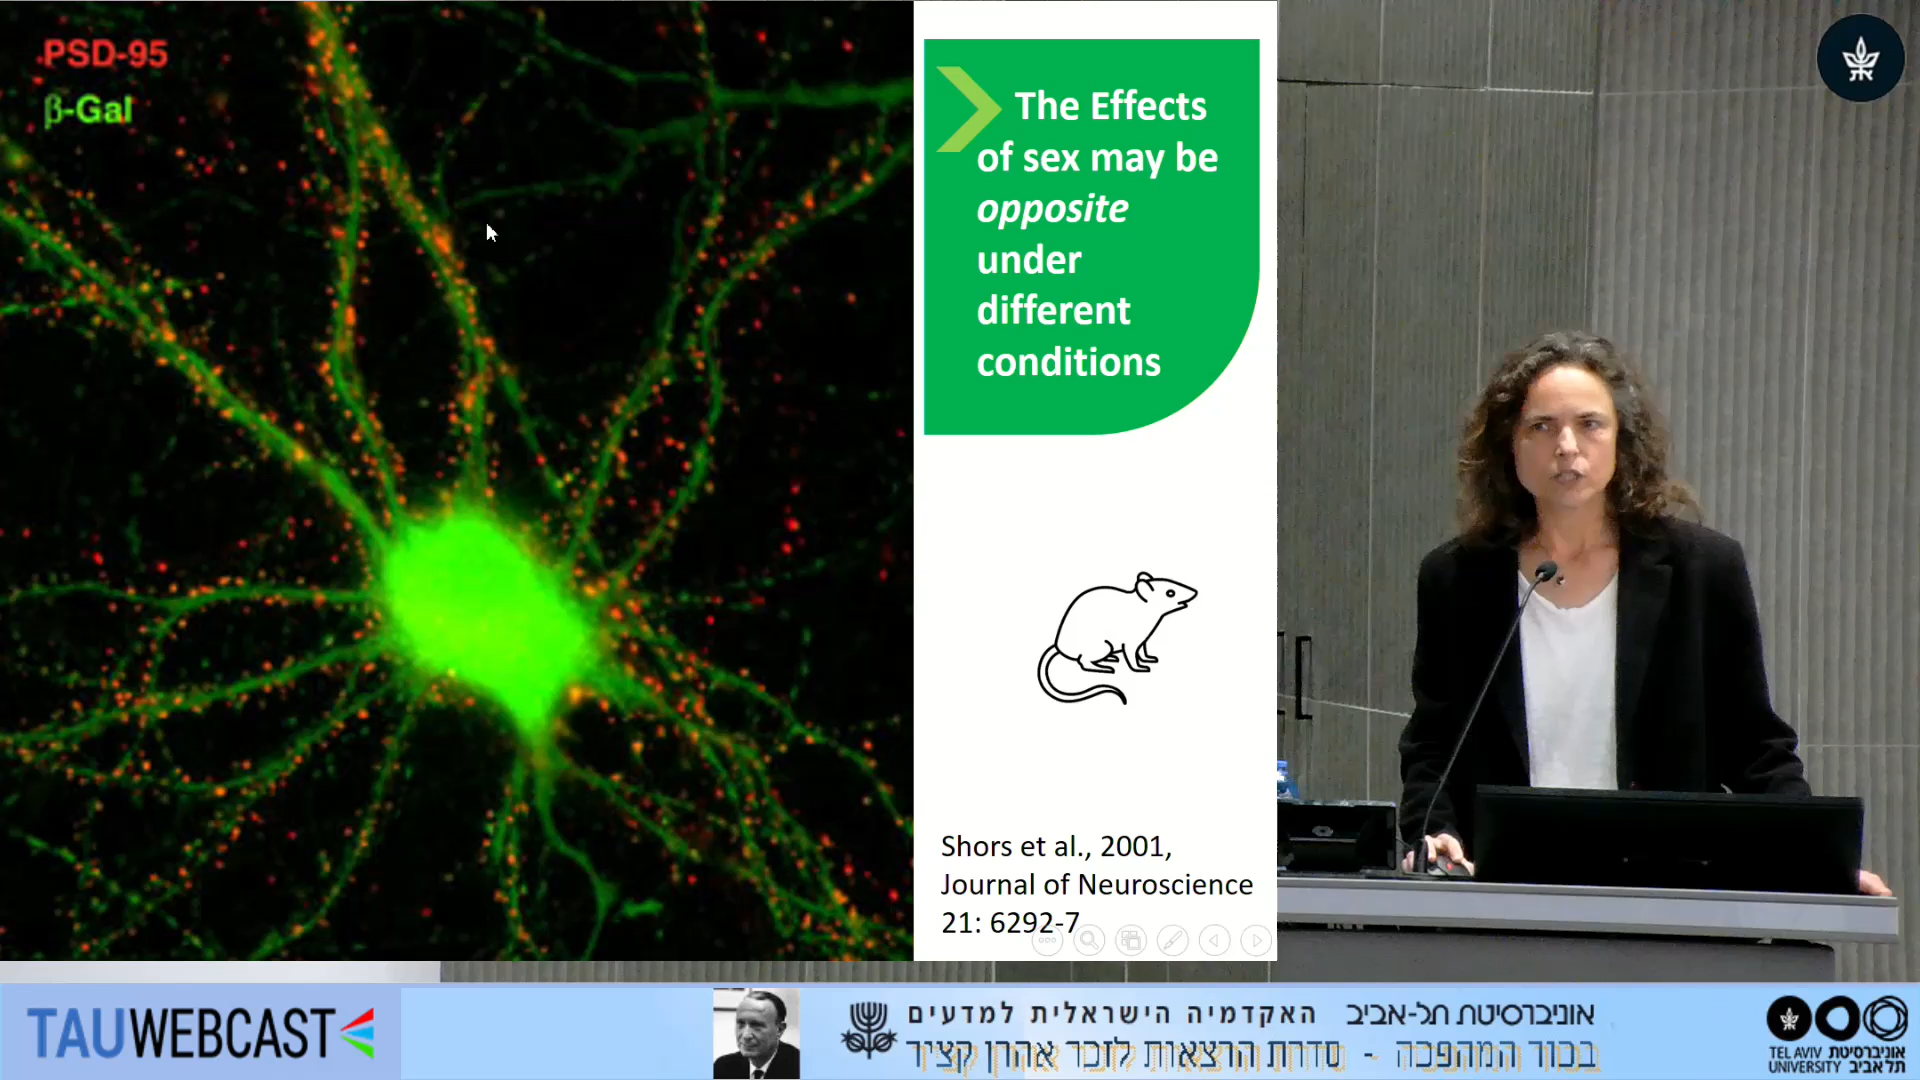 PSD-95
β-Gal
The Effects
of sex may be
opposite
under
different
conditions
Shors et al., 2001,
Journal of Neuroscience
21: 6292-7
TAUWEBCAST
האקדמיה הישראלית למדעים
אוניברסיטת תל-אביב
בכור המהפכה - סדרת הרצאות לזכר אהרן קציר
TEL AVIV אוניברסיטת
UNIVERSITY תל אביב